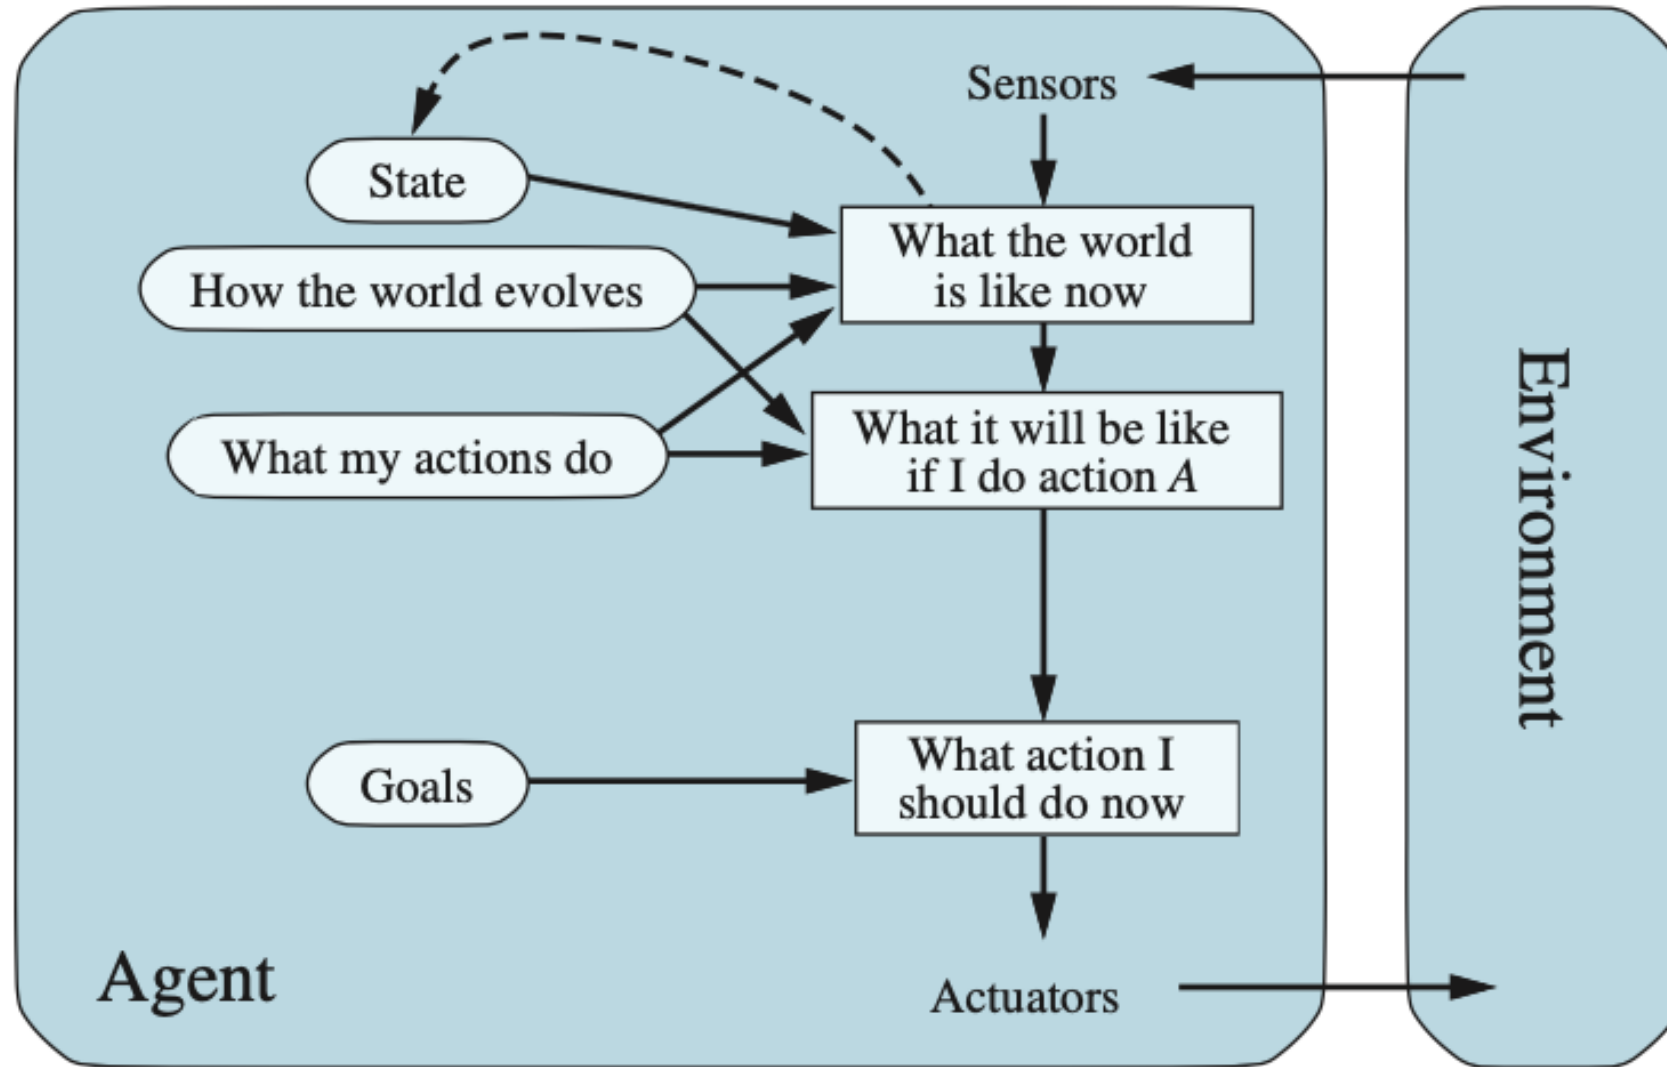 Sensors
State
What the world
is like now
How the world evolves
What my actions do
What it will be like
if I do action A
Environment
Goals
What action I
should do now
Agent
Actuators